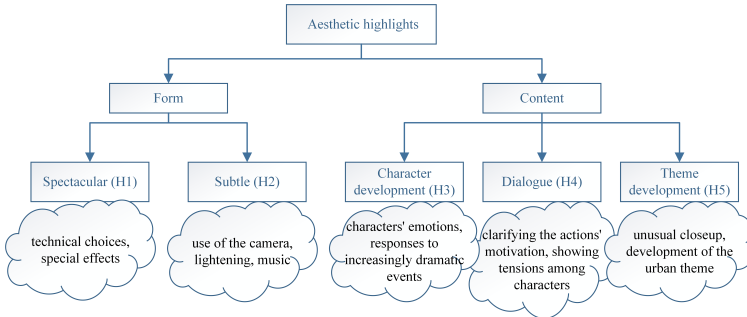 Aesthetic highlights
Form
Content
Spectacular (H1)
Subtle (H2)
Character
development (H3)
Dialogue (H4)
Theme
development (H5)
technical choices,
special effects
use of the camera,
lightening, music
characters' emotions,
responses to
increasingly dramatic
events
clarifying the actions'
motivation, showing
tensions among
characters
unusual closeup,
development of the
urban theme